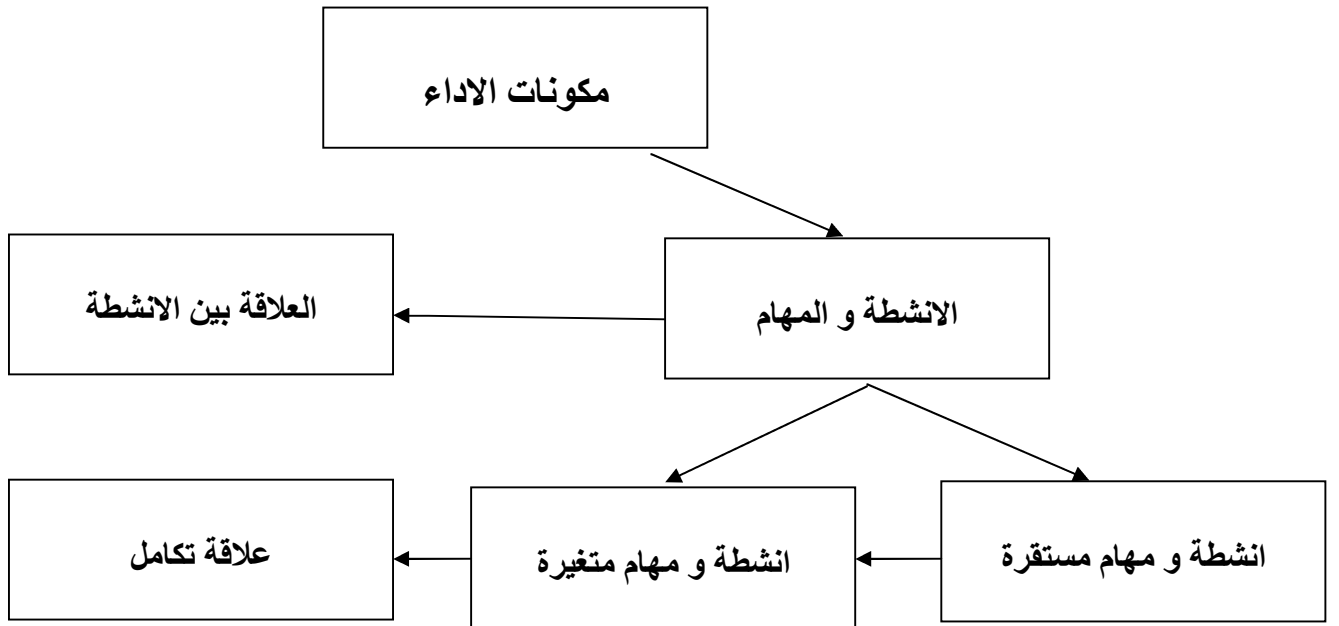 مكونات الاداء
الانشطة و المهام
العلاقة بين الانشطة
انشطة و مهام مستقرة
انشطة و مهام متغيرة
علاقة تكامل